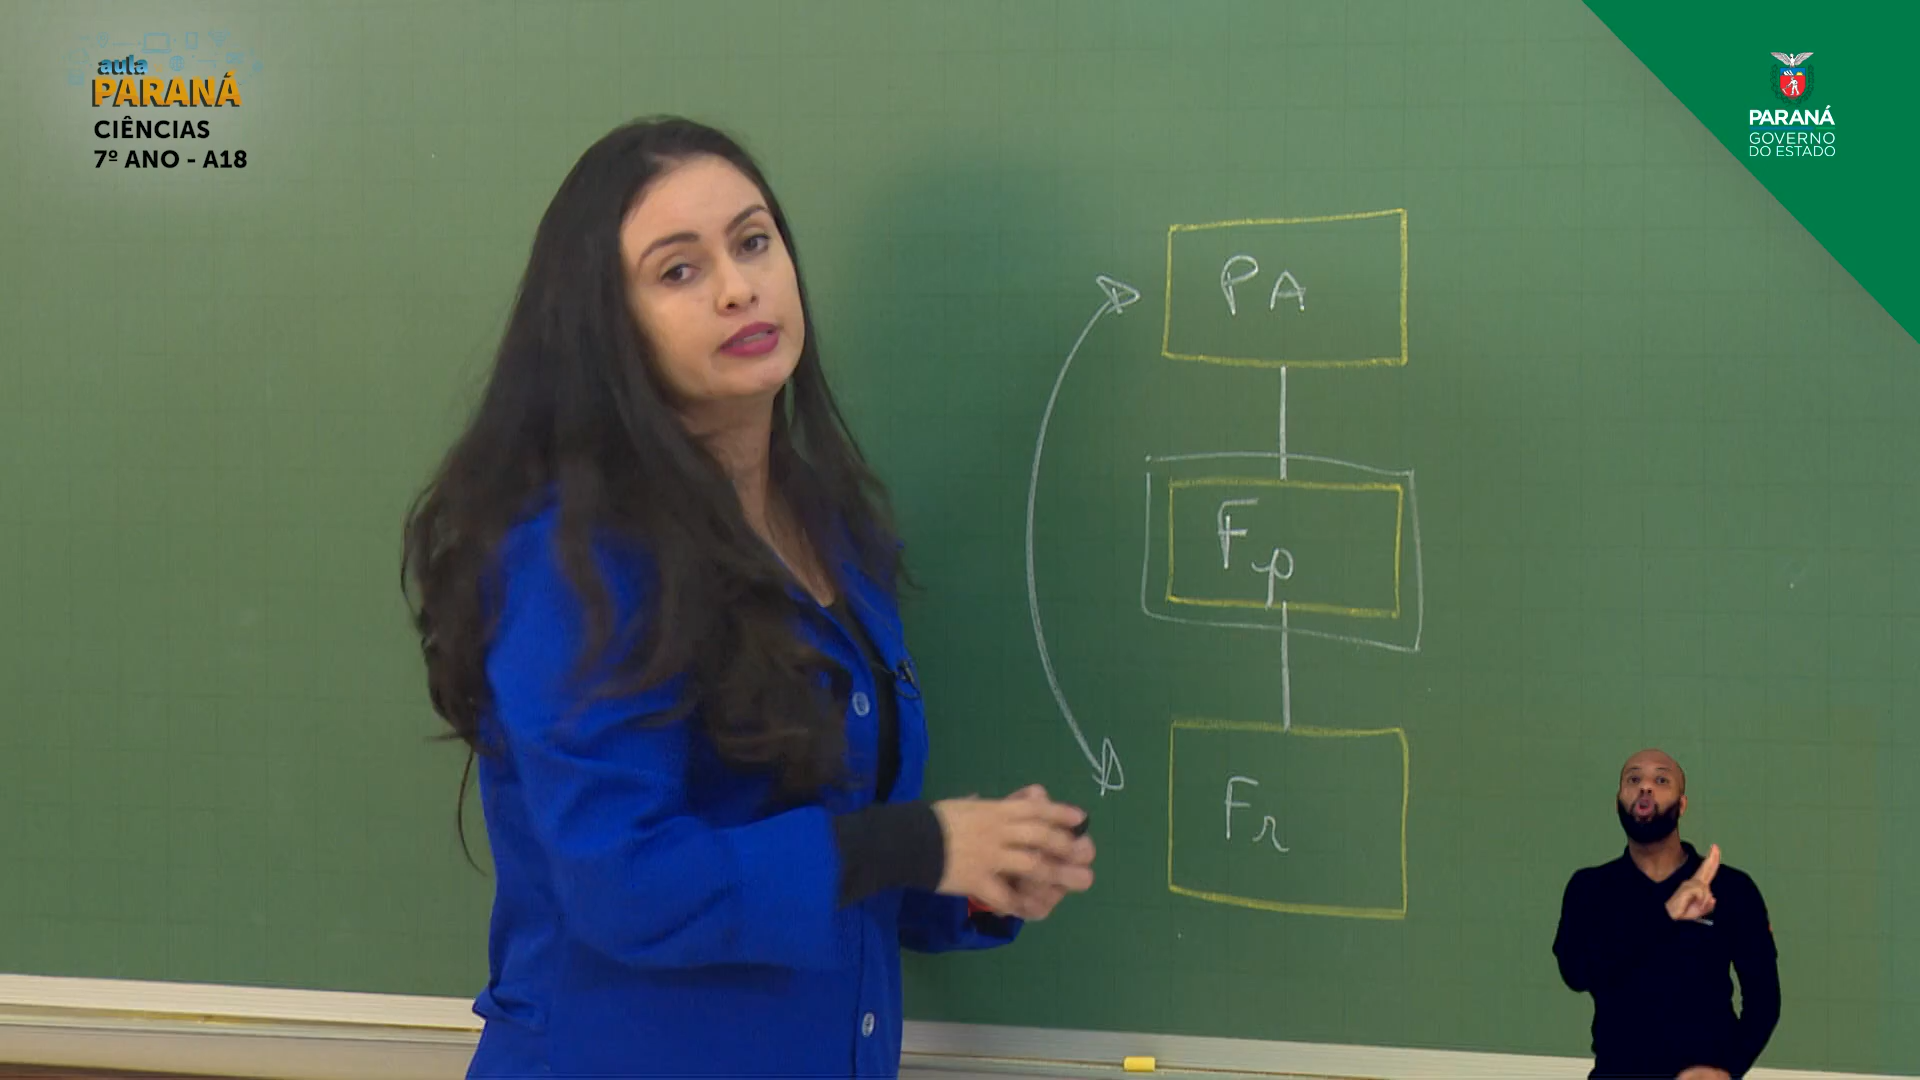 aula
PARANÁ
CIÊNCIAS
7º ANO - A18
PARANÁ
GOVERNO
DO ESTADO
PA
Fp
Fr